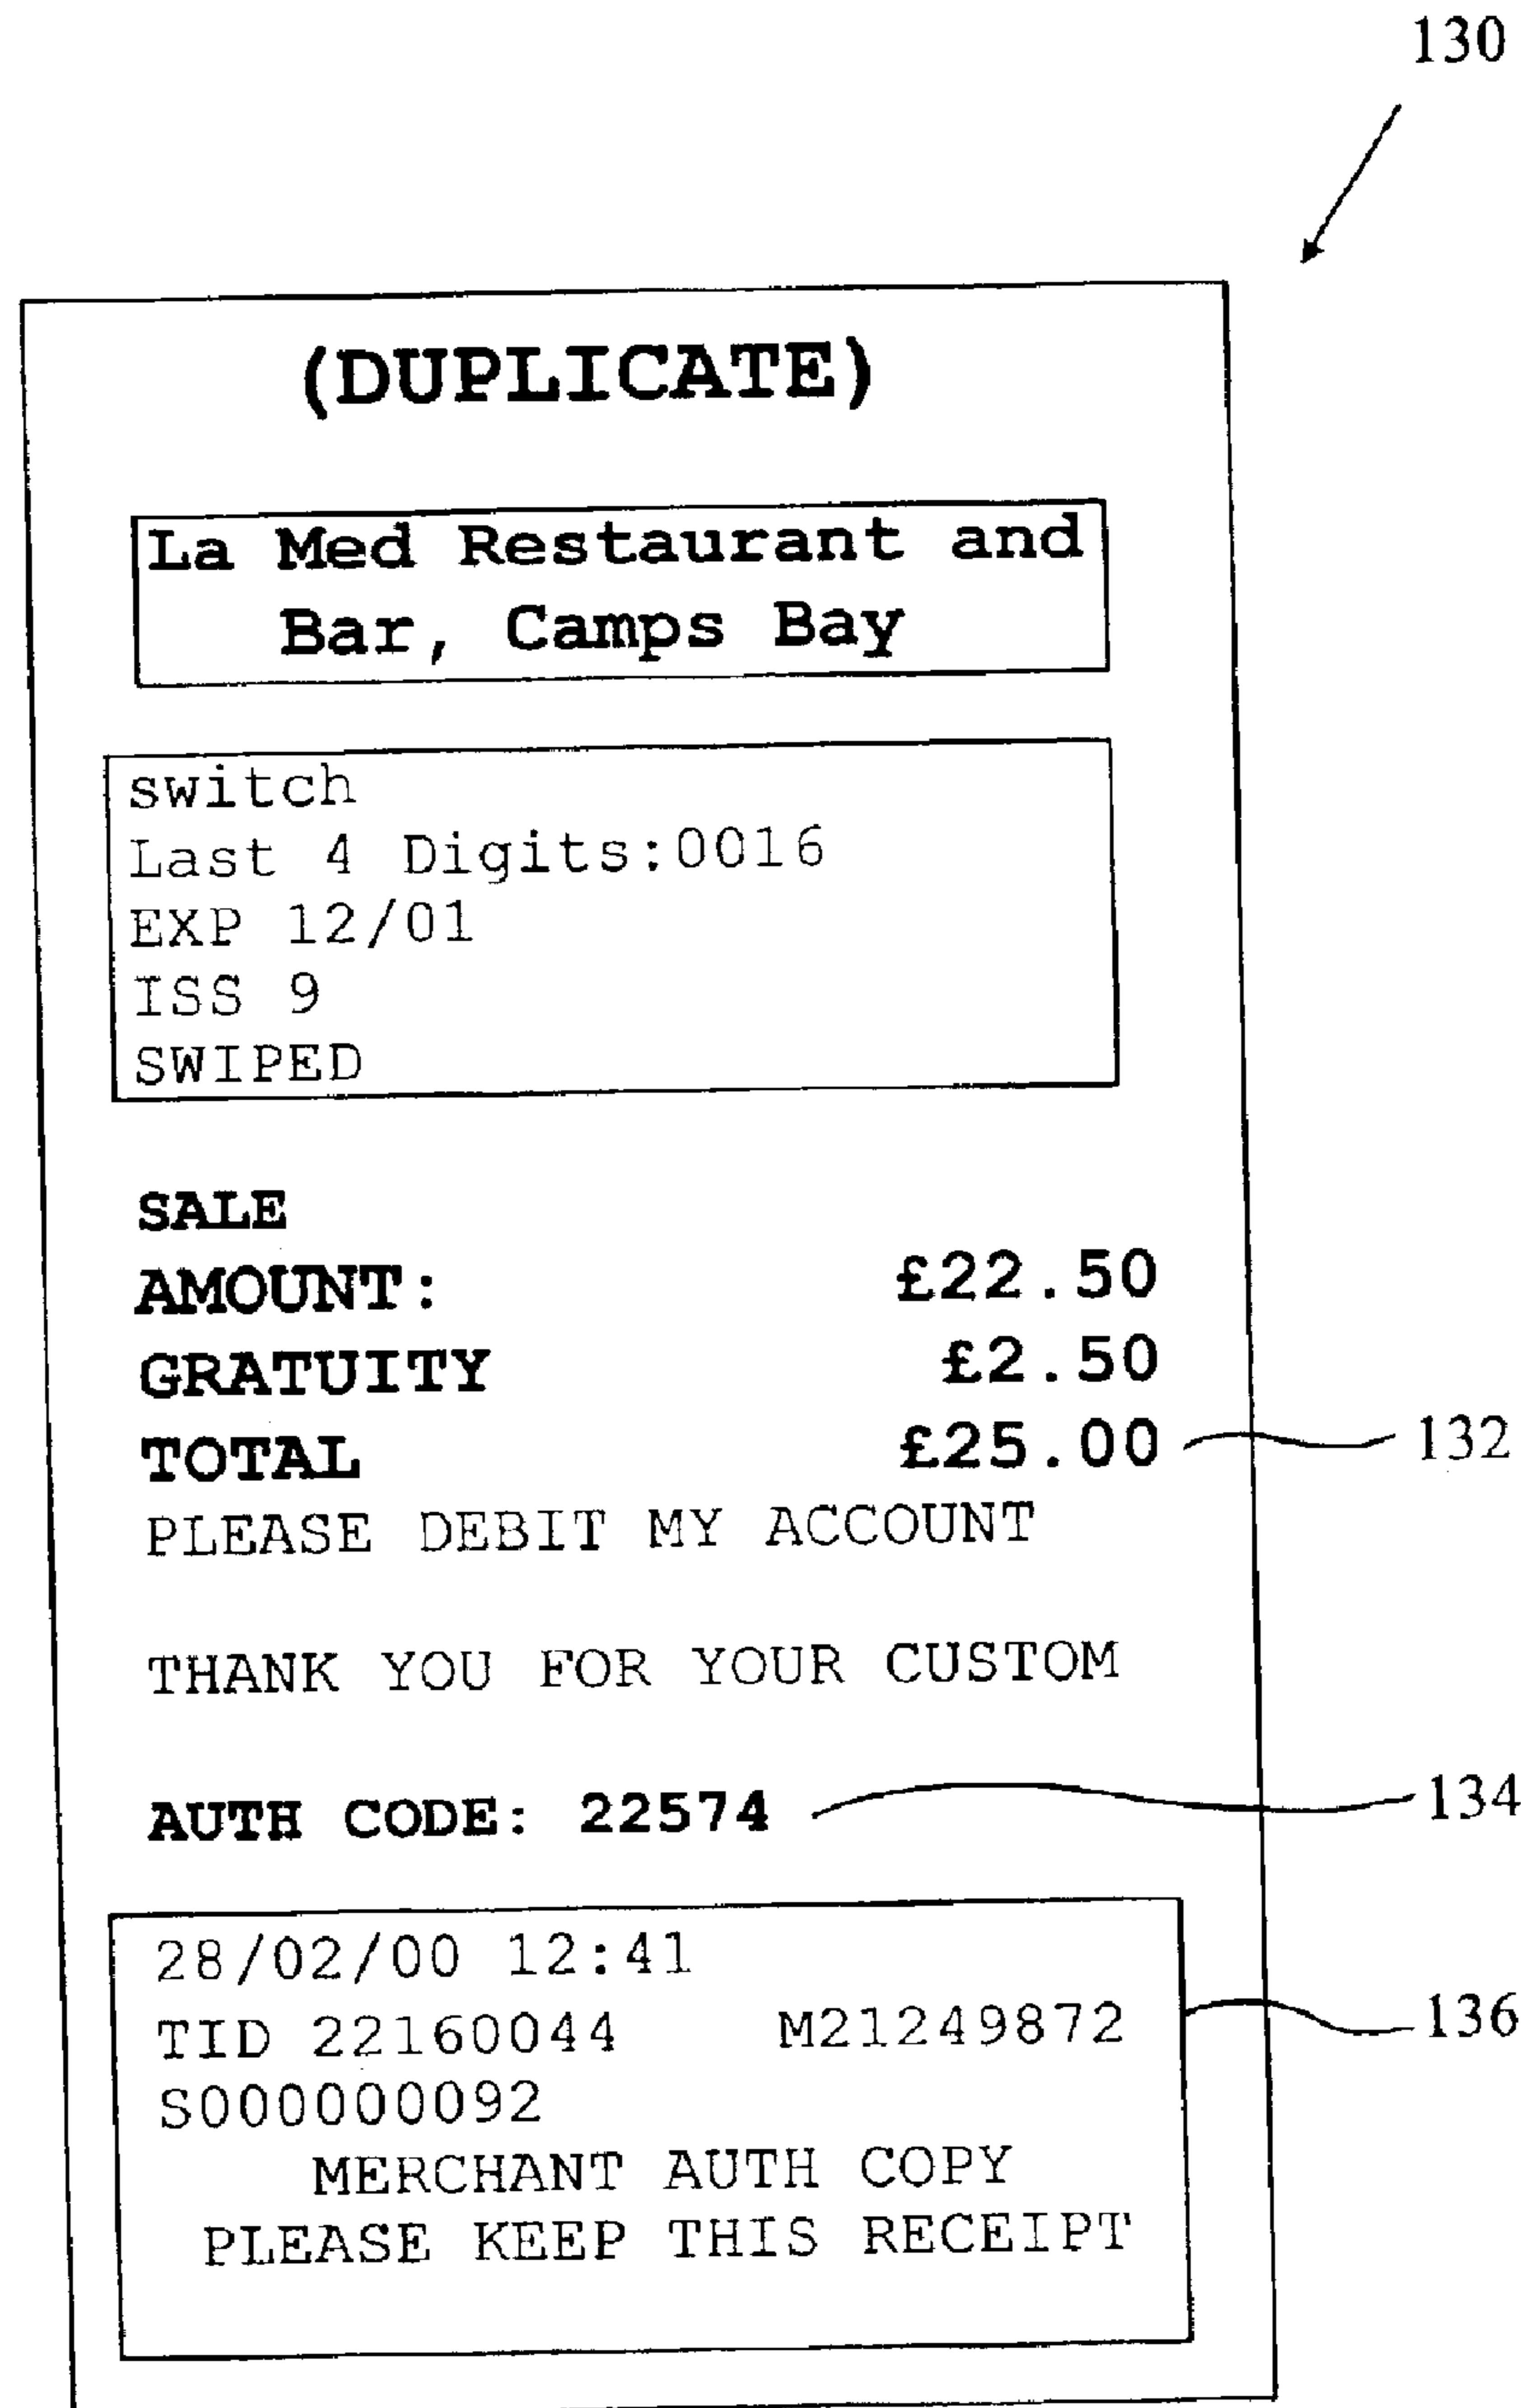 130
(DUPLICATE)
La Med Restaurant and
Bar, Camps Bay
switch
Last 4 Digits:0016
EXP 12/01
ISS 9
SWIPED
SALE
AMOUNT: £22.50
GRATUITY £2.50
TOTAL £25.00 132
PLEASE DEBIT MY ACCOUNT
THANK YOU FOR YOUR CUSTOM
AUTH CODE: 22574 134
28/02/00 12:41
TID 22160044 M21249872 136
S000000092
MERCHANT AUTH COPY
PLEASE KEEP THIS RECEIPT